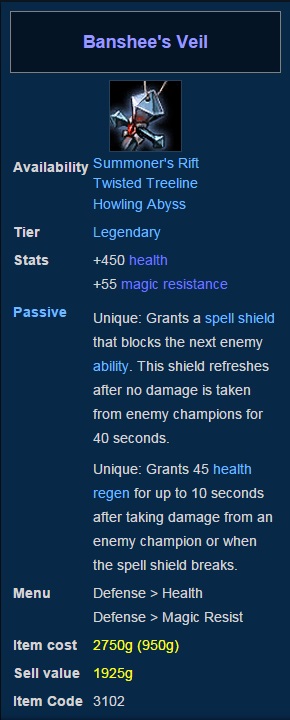 Banshee's Veil
Availability Summoner's Rift
Twisted Treeline
Howling Abyss
Tier Legendary
Stats +450 health
+55 magic resistance
Passive Unique: Grants a spell shield
that blocks the next enemy
ability. This shield refreshes
after no damage is taken
from enemy champions for
40 seconds.
Unique: Grants 45 health
regen for up to 10 seconds
after taking damage from an
enemy champion or when
the spell shield breaks.
Menu Defense > Health
Defense > Magic Resist
Item cost 2750g (950g)
Sell value 1925g
Item Code 3102